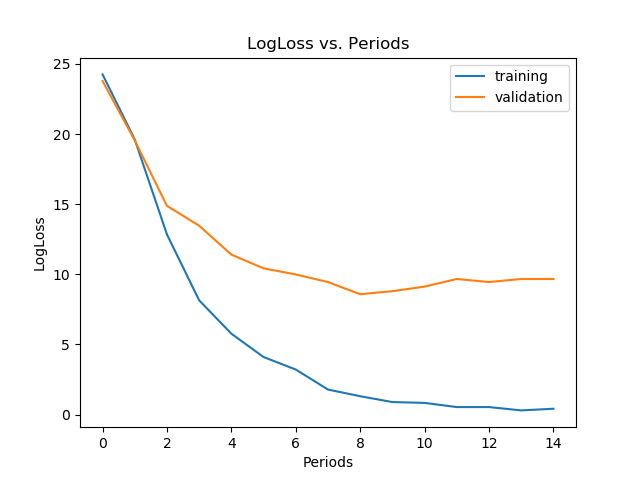 LogLoss vs. Periods
training
validation
LogLoss
25
20
15
10
5
0
0 2 4 6 8 10 12 14
Periods